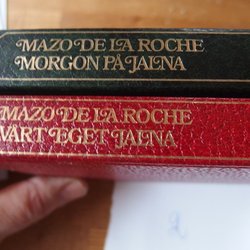 MAZO DE LA ROCHE
MORGON PÅ JALNA
MAZO DE LA ROCHE
VÅRT EGET JALNA